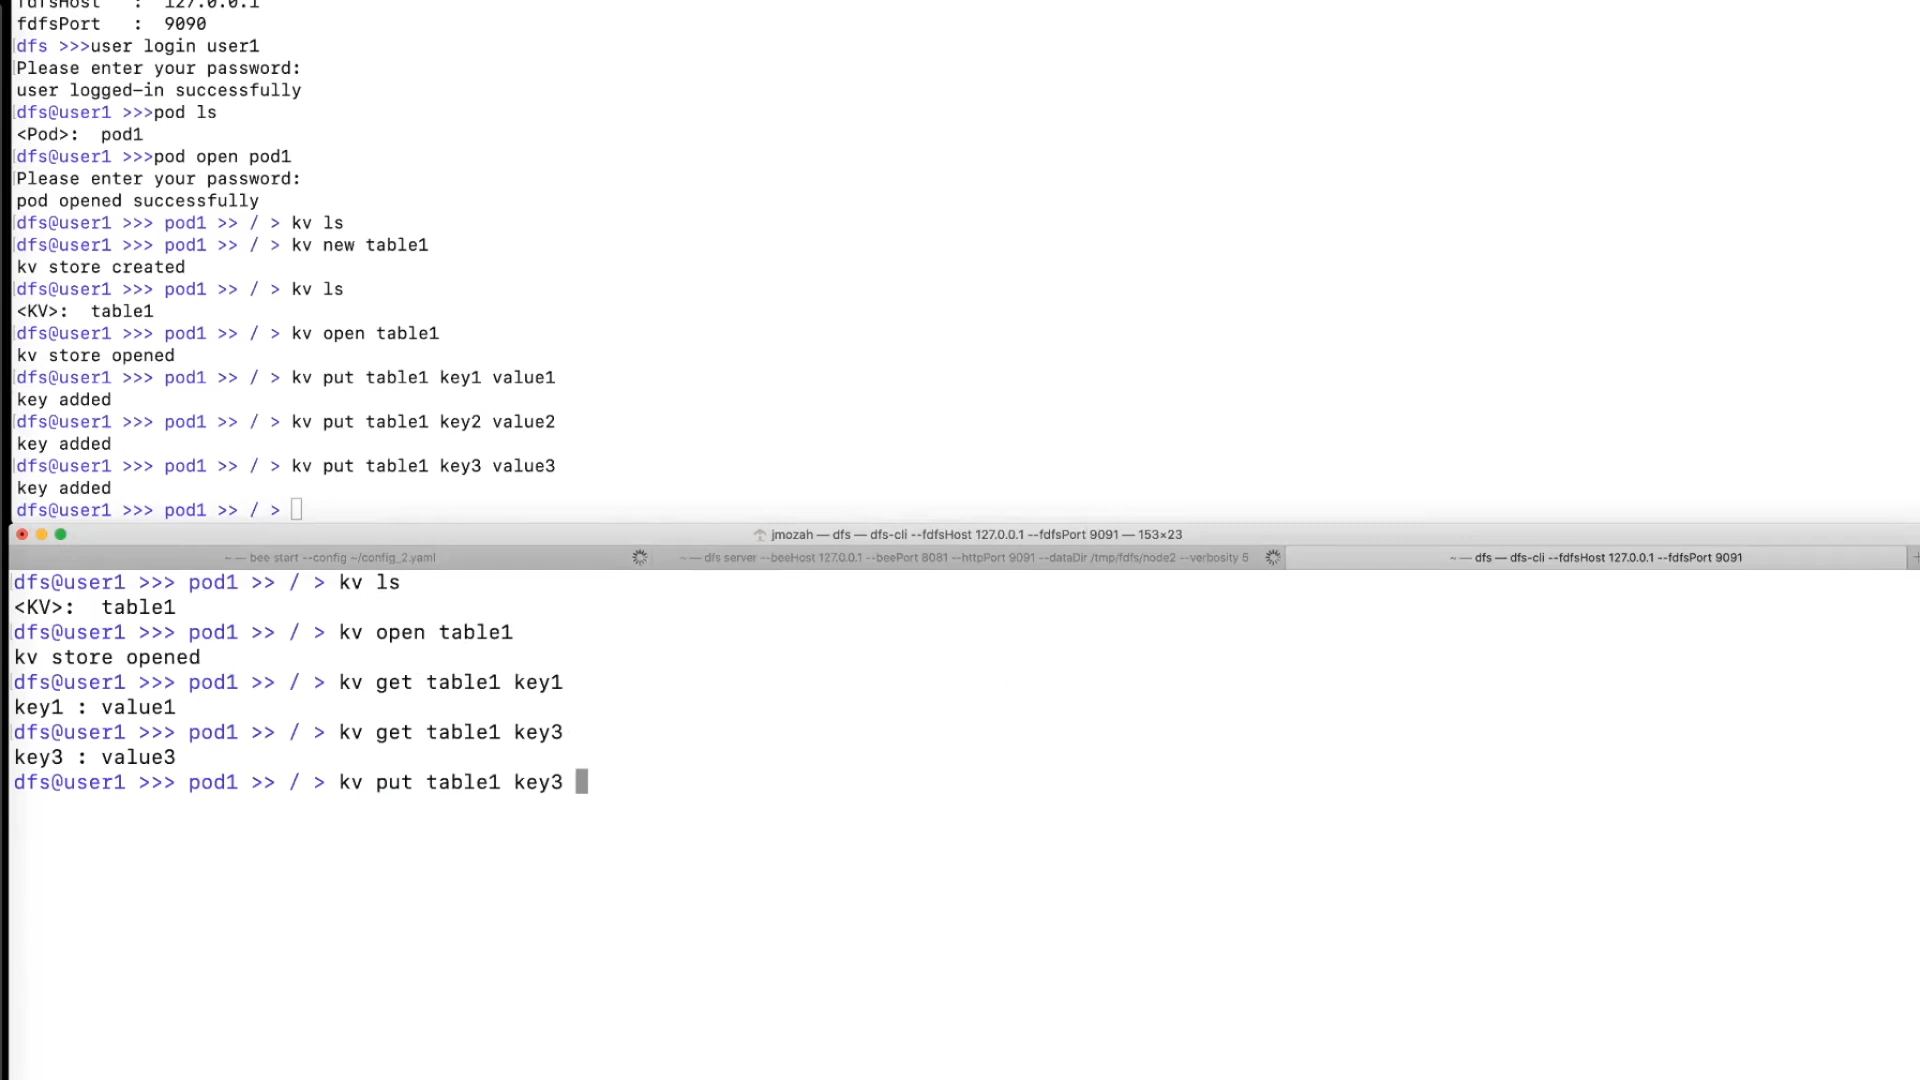 fdfsHost   :  127.0.0.1
fdfsPort   :  9090
dfs >>>user login user1
Please enter your password:
user logged-in successfully
dfs@user1 >>>pod ls
<Pod>:  pod1
dfs@user1 >>>pod open pod1
Please enter your password:
pod opened successfully
dfs@user1 >>> pod1 >> / > kv ls
dfs@user1 >>> pod1 >> / > kv new table1
kv store created
dfs@user1 >>> pod1 >> / > kv ls
<KV>:  table1
dfs@user1 >>> pod1 >> / > kv open table1
kv store opened
dfs@user1 >>> pod1 >> / > kv put table1 key1 value1
key added
dfs@user1 >>> pod1 >> / > kv put table1 key2 value2
key added
dfs@user1 >>> pod1 >> / > kv put table1 key3 value3
key added
dfs@user1 >>> pod1 >> / >
jmozah — dfs — dfs-cli --fdfsHost 127.0.0.1 --fdfsPort 9091 — 153×23
~ — bee start --config ~/config_2.yaml
~ — dfs server --beeHost 127.0.0.1 --beePort 8081 --httpPort 9091 --dataDir /tmp/fdfs/node2 --verbosity 5
~ — dfs — dfs-cli --fdfsHost 127.0.0.1 --fdfsPort 9091
dfs@user1 >>> pod1 >> / > kv ls
<KV>:  table1
dfs@user1 >>> pod1 >> / > kv open table1
kv store opened
dfs@user1 >>> pod1 >> / > kv get table1 key1
key1 : value1
dfs@user1 >>> pod1 >> / > kv get table1 key3
key3 : value3
dfs@user1 >>> pod1 >> / > kv put table1 key3